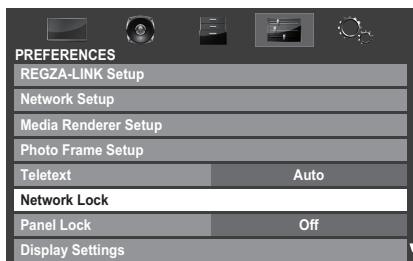 PREFERENCES
REGZA-LINK Setup
Network Setup
Media Renderer Setup
Photo Frame Setup
Teletext Auto
Network Lock
Panel Lock Off
Display Settings